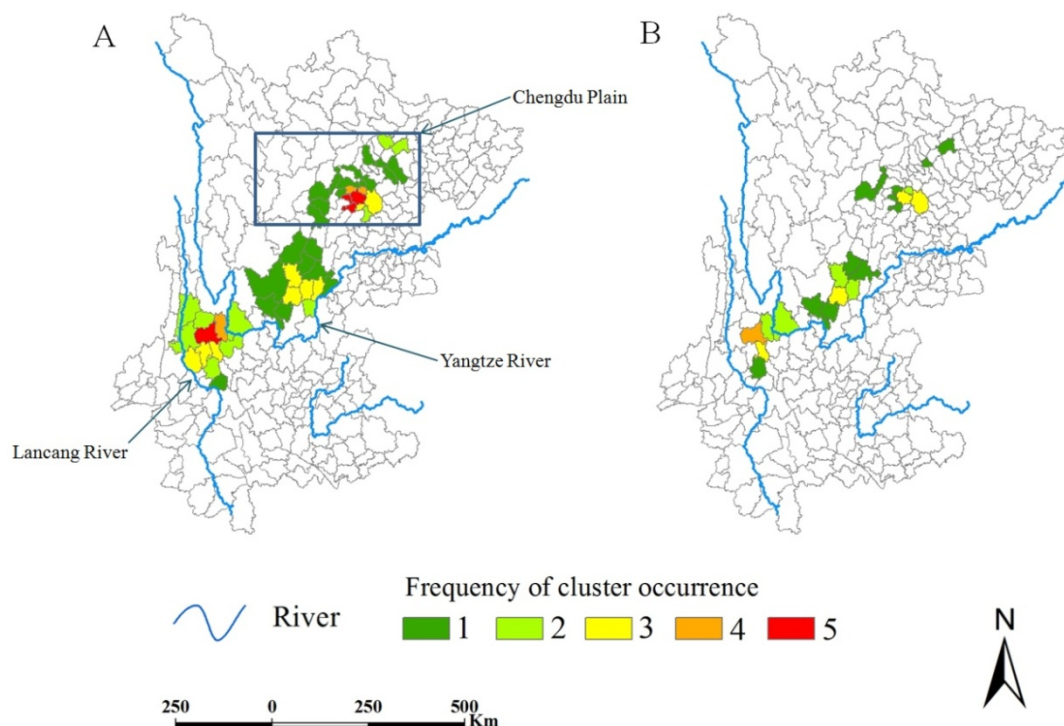 A
B
Chengdu Plain
Yangtze River
Lancang River
Frequency of cluster occurrence
River
1 2 3 4 5
N
250 0 250 500
Km